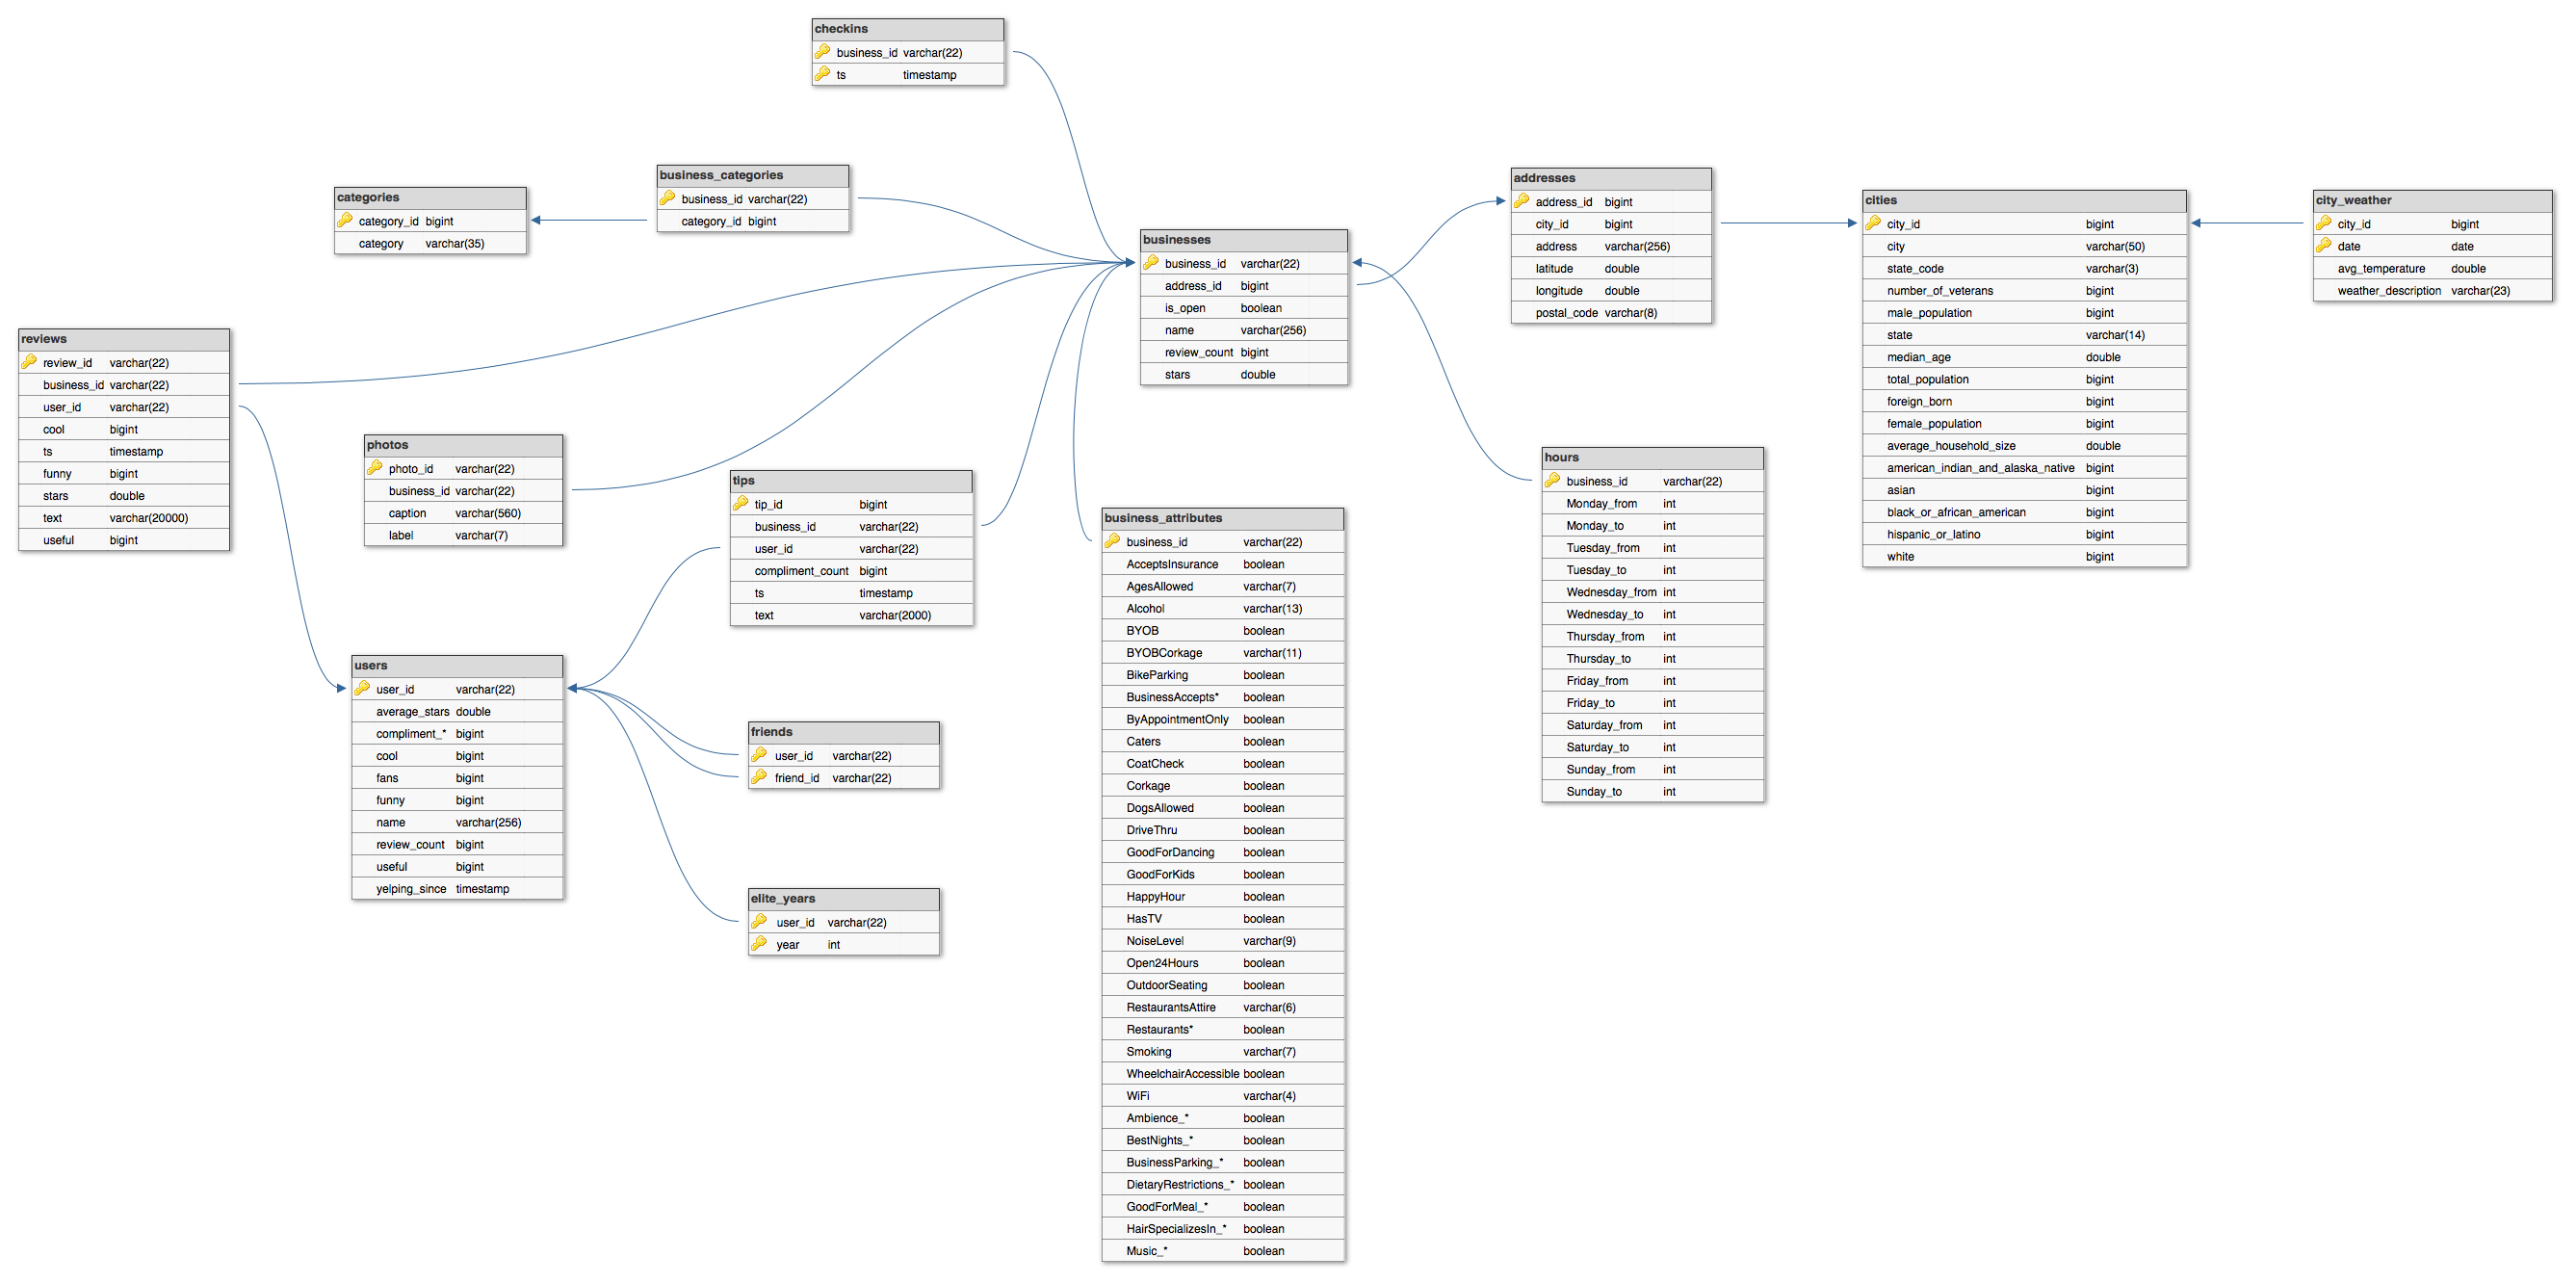 checkins
business_id varchar(22)
ts timestamp
categories
category_id bigint
category varchar(35)
business_categories
business_id varchar(22)
category_id bigint
businesses
business_id varchar(22)
address_id bigint
is_open boolean
name varchar(256)
review_count bigint
stars double
addresses
address_id bigint
city_id bigint
address varchar(256)
latitude double
longitude double
postal_code varchar(8)
cities
city_id bigint
city varchar(50)
state_code varchar(3)
number_of_veterans bigint
male_population bigint
state varchar(14)
median_age double
total_population bigint
foreign_born bigint
female_population bigint
average_household_size double
american_indian_and_alaska_native bigint
asian bigint
black_or_african_american bigint
hispanic_or_latino bigint
white bigint
city_weather
city_id bigint
date date
avg_temperature double
weather_description varchar(23)
reviews
review_id varchar(22)
business_id varchar(22)
user_id varchar(22)
cool bigint
ts timestamp
funny bigint
stars double
text varchar(20000)
useful bigint
photos
photo_id varchar(22)
business_id varchar(22)
caption varchar(560)
label varchar(7)
tips
tip_id bigint
business_id varchar(22)
user_id varchar(22)
compliment_count bigint
ts timestamp
text varchar(2000)
business_attributes
business_id varchar(22)
AcceptsInsurance boolean
AgesAllowed varchar(7)
Alcohol varchar(13)
BYOB boolean
BYOBCorkage varchar(11)
BikeParking boolean
BusinessAccepts* boolean
ByAppointmentOnly boolean
Caters boolean
CoatCheck boolean
Corkage boolean
DogsAllowed boolean
DriveThru boolean
GoodForDancing boolean
GoodForKids boolean
HappyHour boolean
HasTV boolean
NoiseLevel varchar(9)
Open24Hours boolean
OutdoorSeating boolean
RestaurantsAttire varchar(6)
Restaurants* boolean
Smoking varchar(7)
WheelchairAccessible boolean
WiFi varchar(4)
Ambience_* boolean
BestNights_* boolean
BusinessParking_* boolean
DietaryRestrictions_* boolean
GoodForMeal_* boolean
HairSpecializesIn_* boolean
Music_* boolean
hours
business_id varchar(22)
Monday_from int
Monday_to int
Tuesday_from int
Tuesday_to int
Wednesday_from int
Wednesday_to int
Thursday_from int
Thursday_to int
Friday_from int
Friday_to int
Saturday_from int
Saturday_to int
Sunday_from int
Sunday_to int
users
user_id varchar(22)
average_stars double
compliment_* bigint
cool bigint
fans bigint
funny bigint
name varchar(256)
review_count bigint
useful bigint
yelping_since timestamp
friends
user_id varchar(22)
friend_id varchar(22)
elite_years
user_id varchar(22)
year int